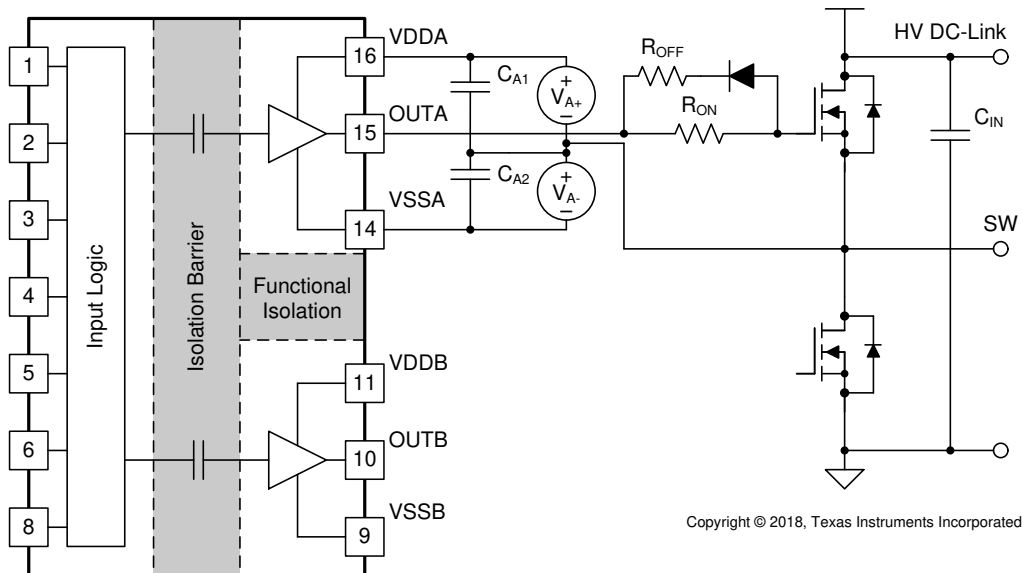 1
2
3
4
5
6
8
Input Logic
Isolation Barrier
Functional
Isolation
16
VDDA
15
OUTA
14
VSSA
11
VDDB
10
OUTB
9
VSSB
CA1
CA2
+
VA+
–
+
VA-
–
ROFF
RON
HV DC-Link
CIN
SW
Copyright © 2018, Texas Instruments Incorporated